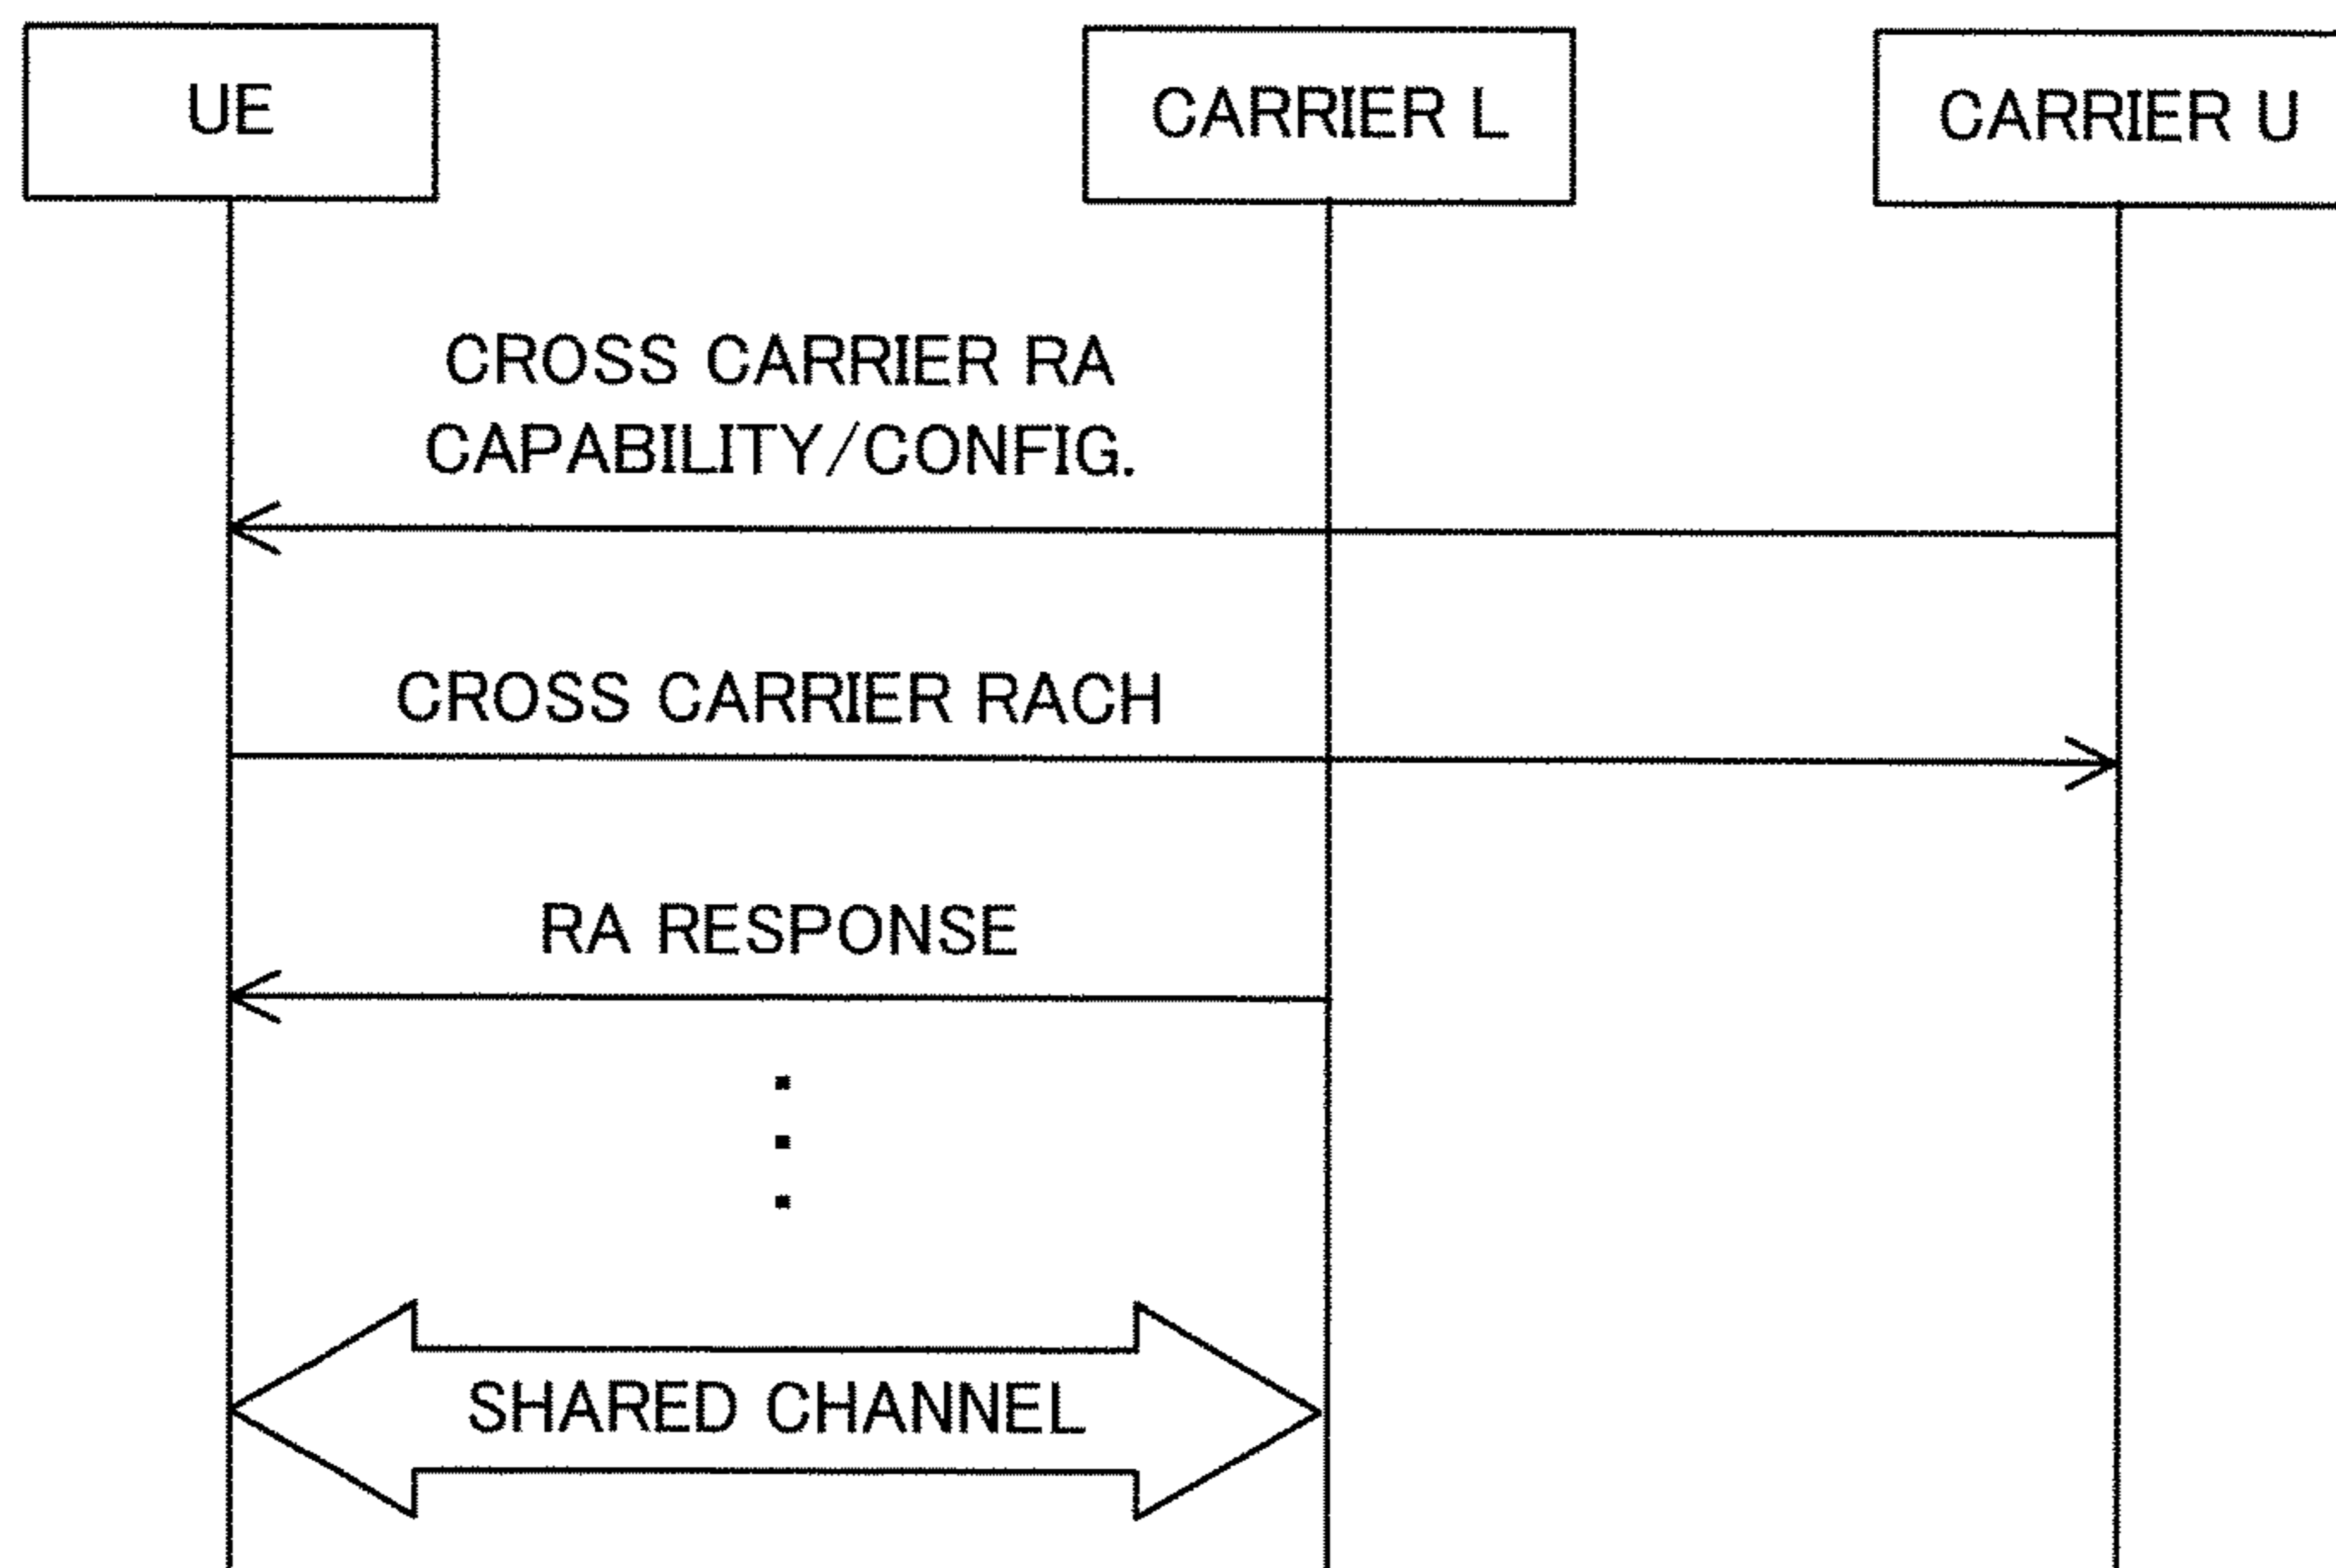 UE
CARRIER L
CARRIER U
CROSS CARRIER RA
CAPABILITY/CONFIG.
CROSS CARRIER RACH
RA RESPONSE
SHARED CHANNEL